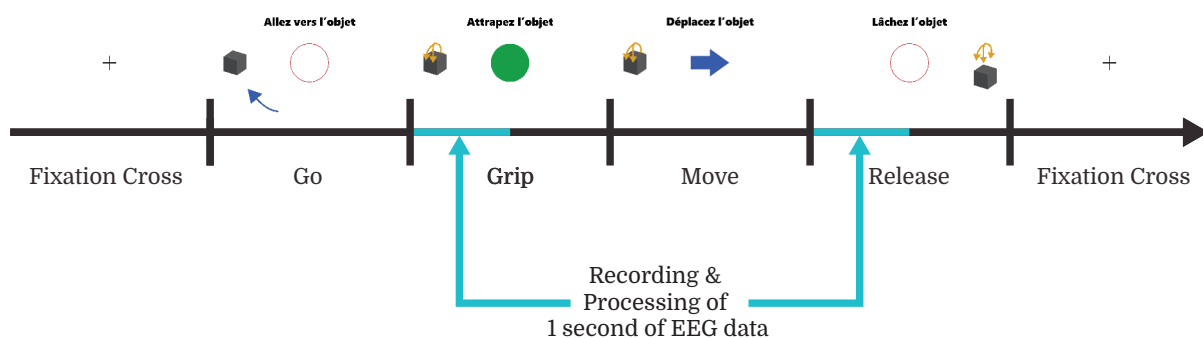 Allez vers l'objet
Attrapez l'objet
Déplacez l'objet
Lâchez l'objet
+
+
Fixation Cross
Go
Grip
Move
Release
Fixation Cross
Recording &
Processing of
1 second of EEG data